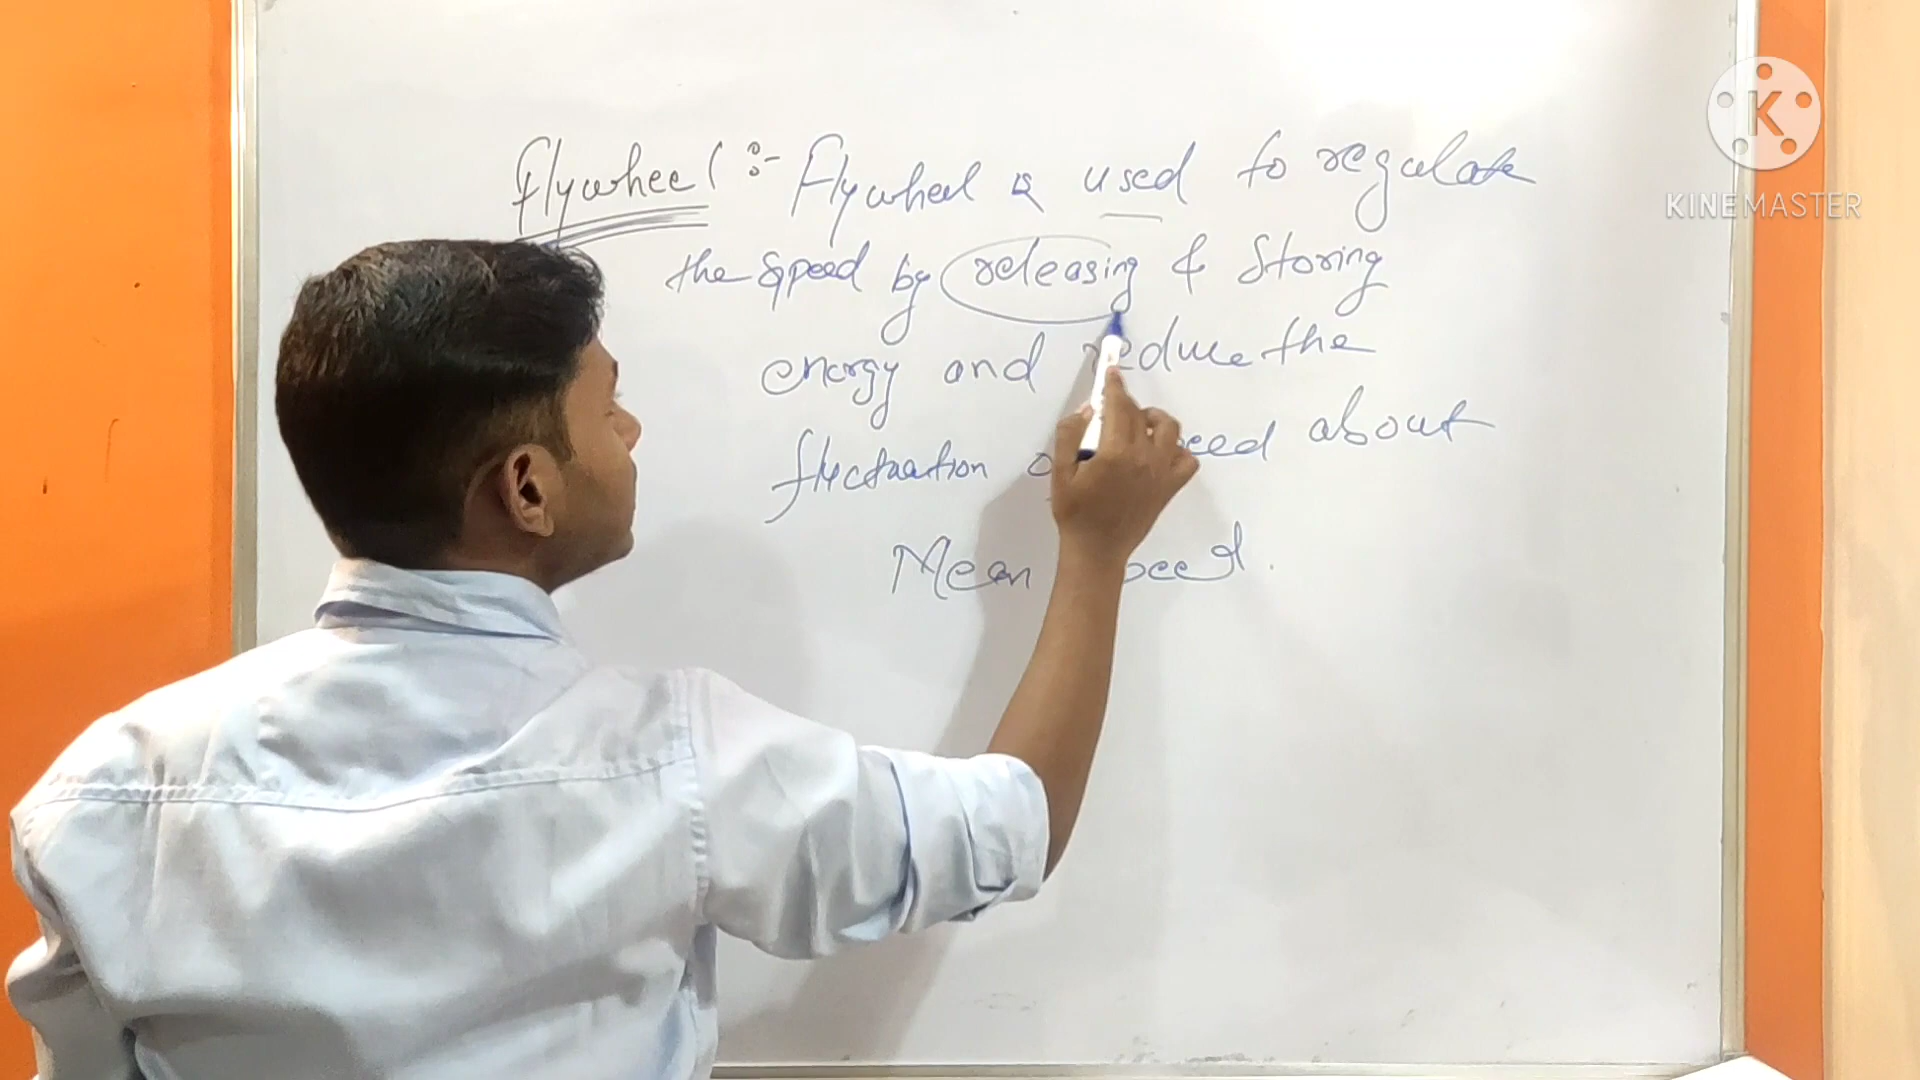 Flywheel :- Flywheel is used to regulate
the speed by releasing & storing
energy and reduce the
fluctuation about
Mean speed.
K
KINEMASTER